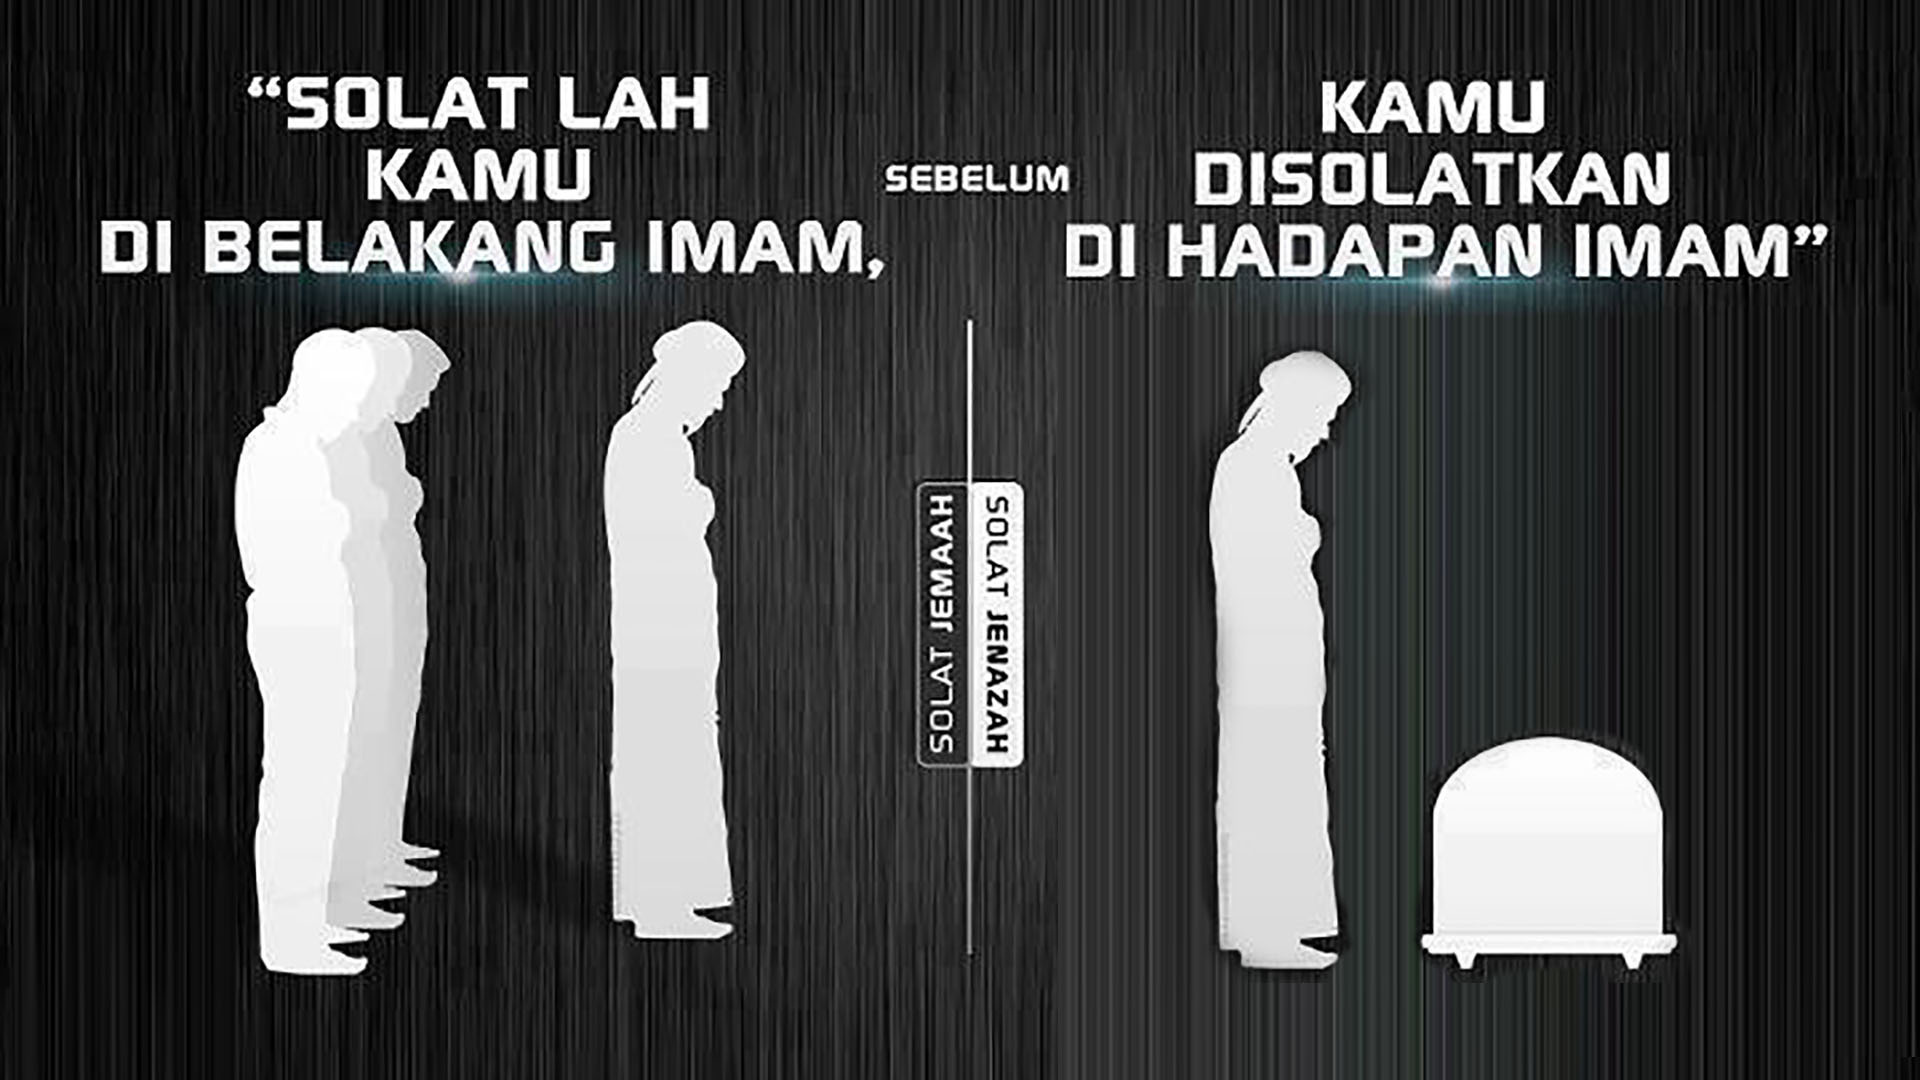 “SOLAT LAH
KAMU
DI BELAKANG IMAM,
SEBELUM
KAMU
DISOLATKAN
DI HADAPAN IMAM”
SOLAT JEMAAH
SOLAT JENAZAH